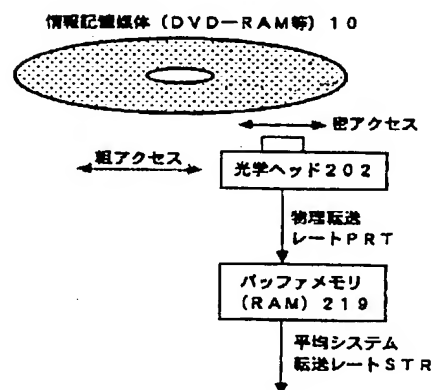 情報記憶媒体（DVD－RAM等）10
密アクセス
粗アクセス
光学ヘッド202
物理転送
レートPRT
バッファメモリ
（RAM）219
平均システム
転送レートSTR